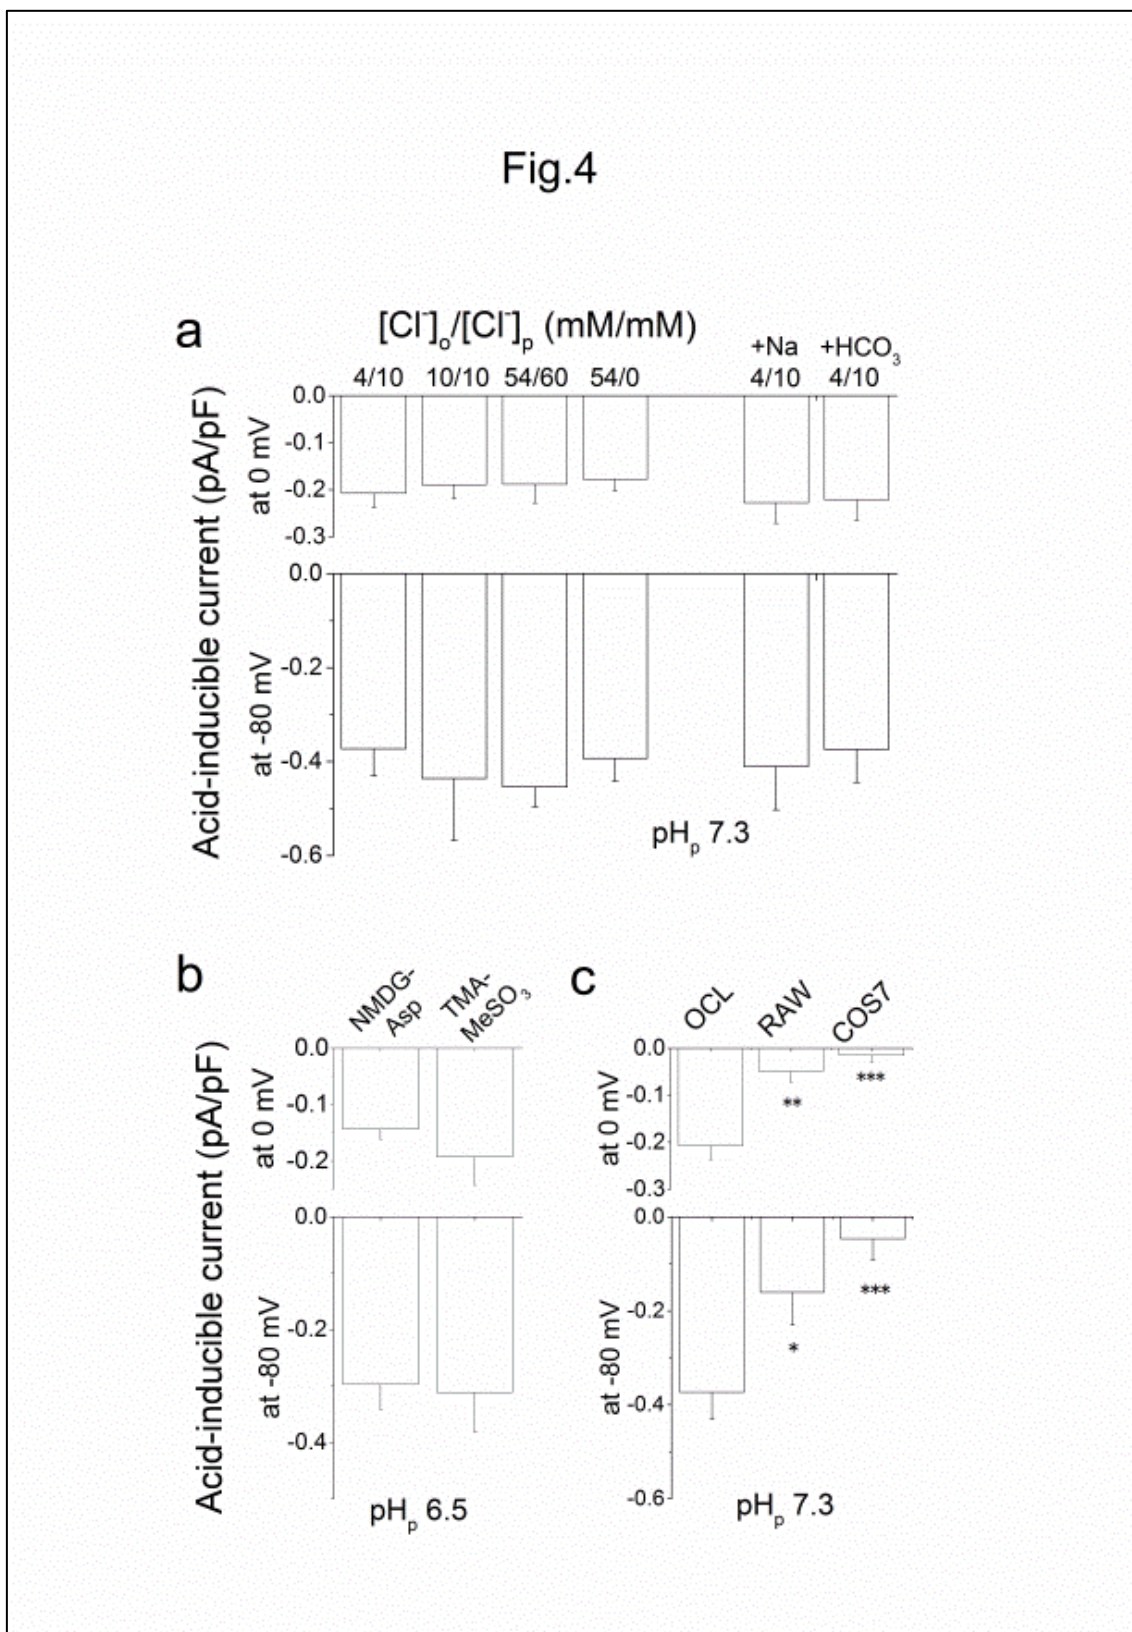 Fig.4
a
[Cl⁻]ₒ/[Cl⁻]ₚ (mM/mM)
+Na +HCO₃
4/10 10/10 54/60 54/0 4/10 4/10
Acid-inducible current (pA/pF)
at 0 mV
0.0
-0.1
-0.2
-0.3
at -80 mV
0.0
-0.2
-0.4
-0.6
pHₚ 7.3
b
NMDG-
Asp
TMA-
MeSO₃
Acid-inducible current (pA/pF)
at 0 mV
0.0
-0.1
-0.2
at -80 mV
0.0
-0.2
-0.4
pHₚ 6.5
c
OCL RAW COS7
at 0 mV
0.0
-0.1
-0.2
-0.3
**
***
at -80 mV
0.0
-0.2
-0.4
-0.6
*
***
pHₚ 7.3